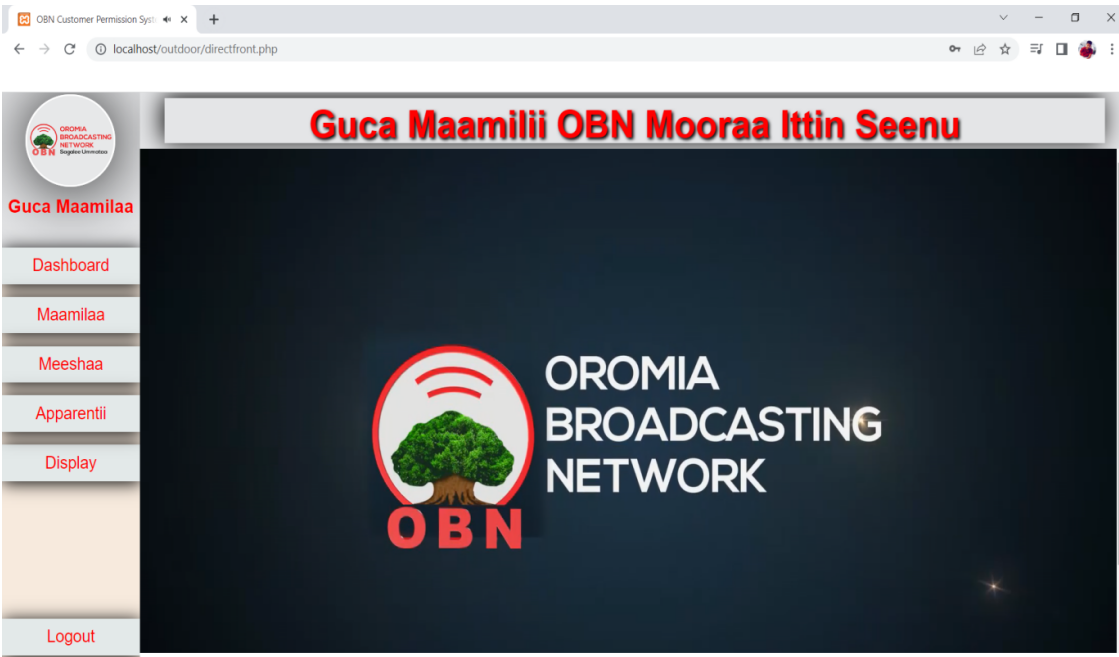 OBN Customer Permission Syst
localhost/outdoor/directfront.php
OROMIA
BROADCASTING
NETWORK
OBN Sagalee Ummataa
Guca Maamilaa
Dashboard
Maamilaa
Meeshaa
Apparentii
Display
Logout
Guca Maamilii OBN Mooraa Ittin Seenu
OROMIA
BROADCASTING
NETWORK
OBN